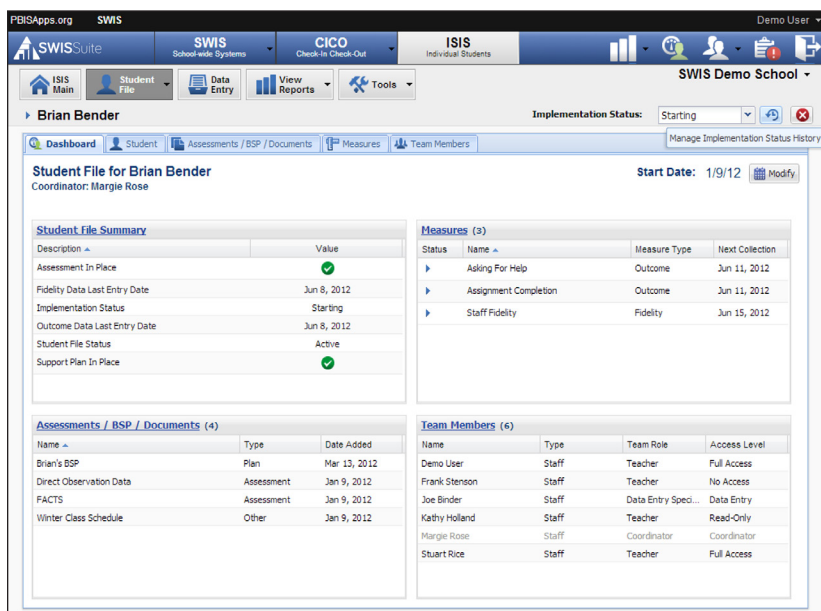 PBISApps.org SWIS Demo User
SWISSuite SWIS School-wide Systems CICO Check-In Check-Out ISIS Individual Students
ISIS Main Student File Data Entry View Reports Tools SWIS Demo School
Brian Bender Implementation Status: Starting
Manage Implementation Status History
Dashboard Student Assessments / BSP / Documents Measures Team Members
Student File for Brian Bender Start Date: 1/9/12 Modify
Coordinator: Margie Rose
Student File Summary
Description Value
Assessment In Place
Fidelity Data Last Entry Date Jun 8, 2012
Implementation Status Starting
Outcome Data Last Entry Date Jun 8, 2012
Student File Status Active
Support Plan In Place
Measures (3)
Status Name Measure Type Next Collection
Asking For Help Outcome Jun 11, 2012
Assignment Completion Outcome Jun 11, 2012
Staff Fidelity Fidelity Jun 15, 2012
Assessments / BSP / Documents (4)
Name Type Date Added
Brian's BSP Plan Mar 13, 2012
Direct Observation Data Assessment Jan 9, 2012
FACTS Assessment Jan 9, 2012
Winter Class Schedule Other Jan 9, 2012
Team Members (6)
Name Type Team Role Access Level
Demo User Staff Teacher Full Access
Frank Stenson Staff Teacher No Access
Joe Binder Staff Data Entry Speci... Data Entry
Kathy Holland Staff Teacher Read-Only
Margie Rose Staff Coordinator Coordinator
Stuart Rice Staff Teacher Full Access